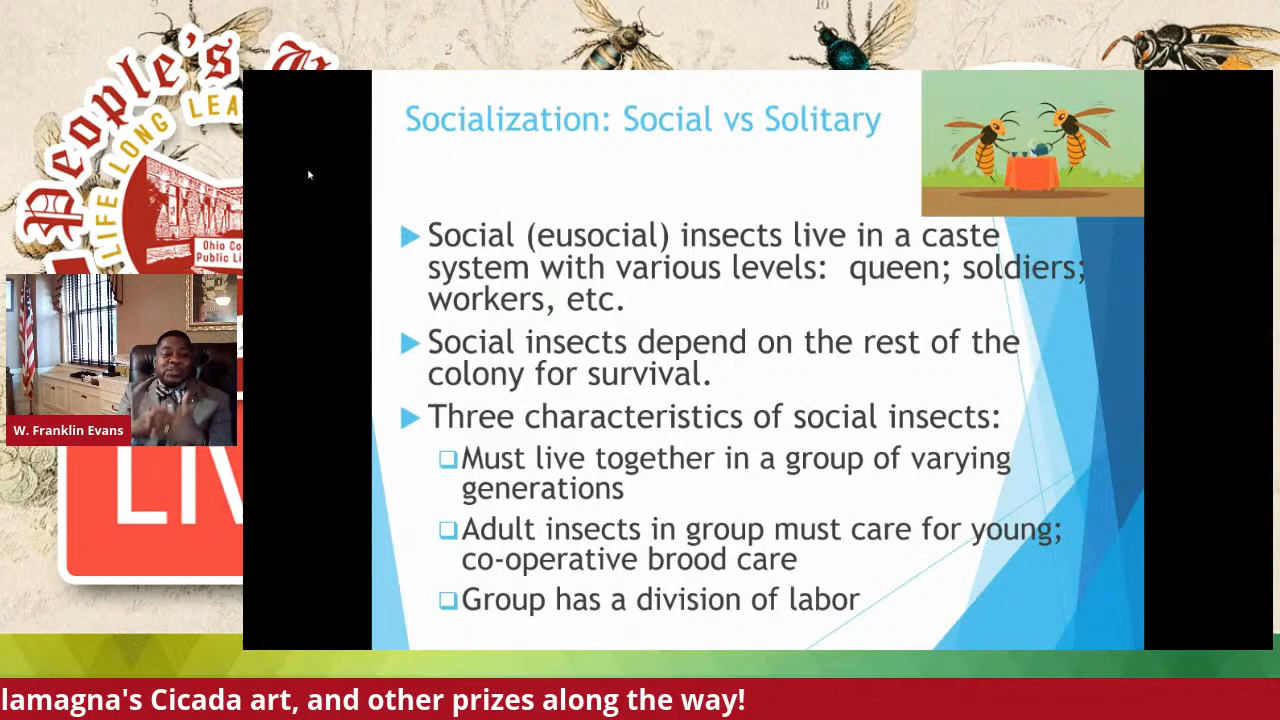 10
2
People's
LIFE LONG LEA
Ohio Co
Public Li
Socialization: Social vs Solitary
Social (eusocial) insects live in a caste
system with various levels:  queen; soldiers;
workers, etc.
Social insects depend on the rest of the
colony for survival.
Three characteristics of social insects:
Must live together in a group of varying
generations
Adult insects in group must care for young;
co-operative brood care
Group has a division of labor
W. Franklin Evans
LIV
lamagna's Cicada art, and other prizes along the way!